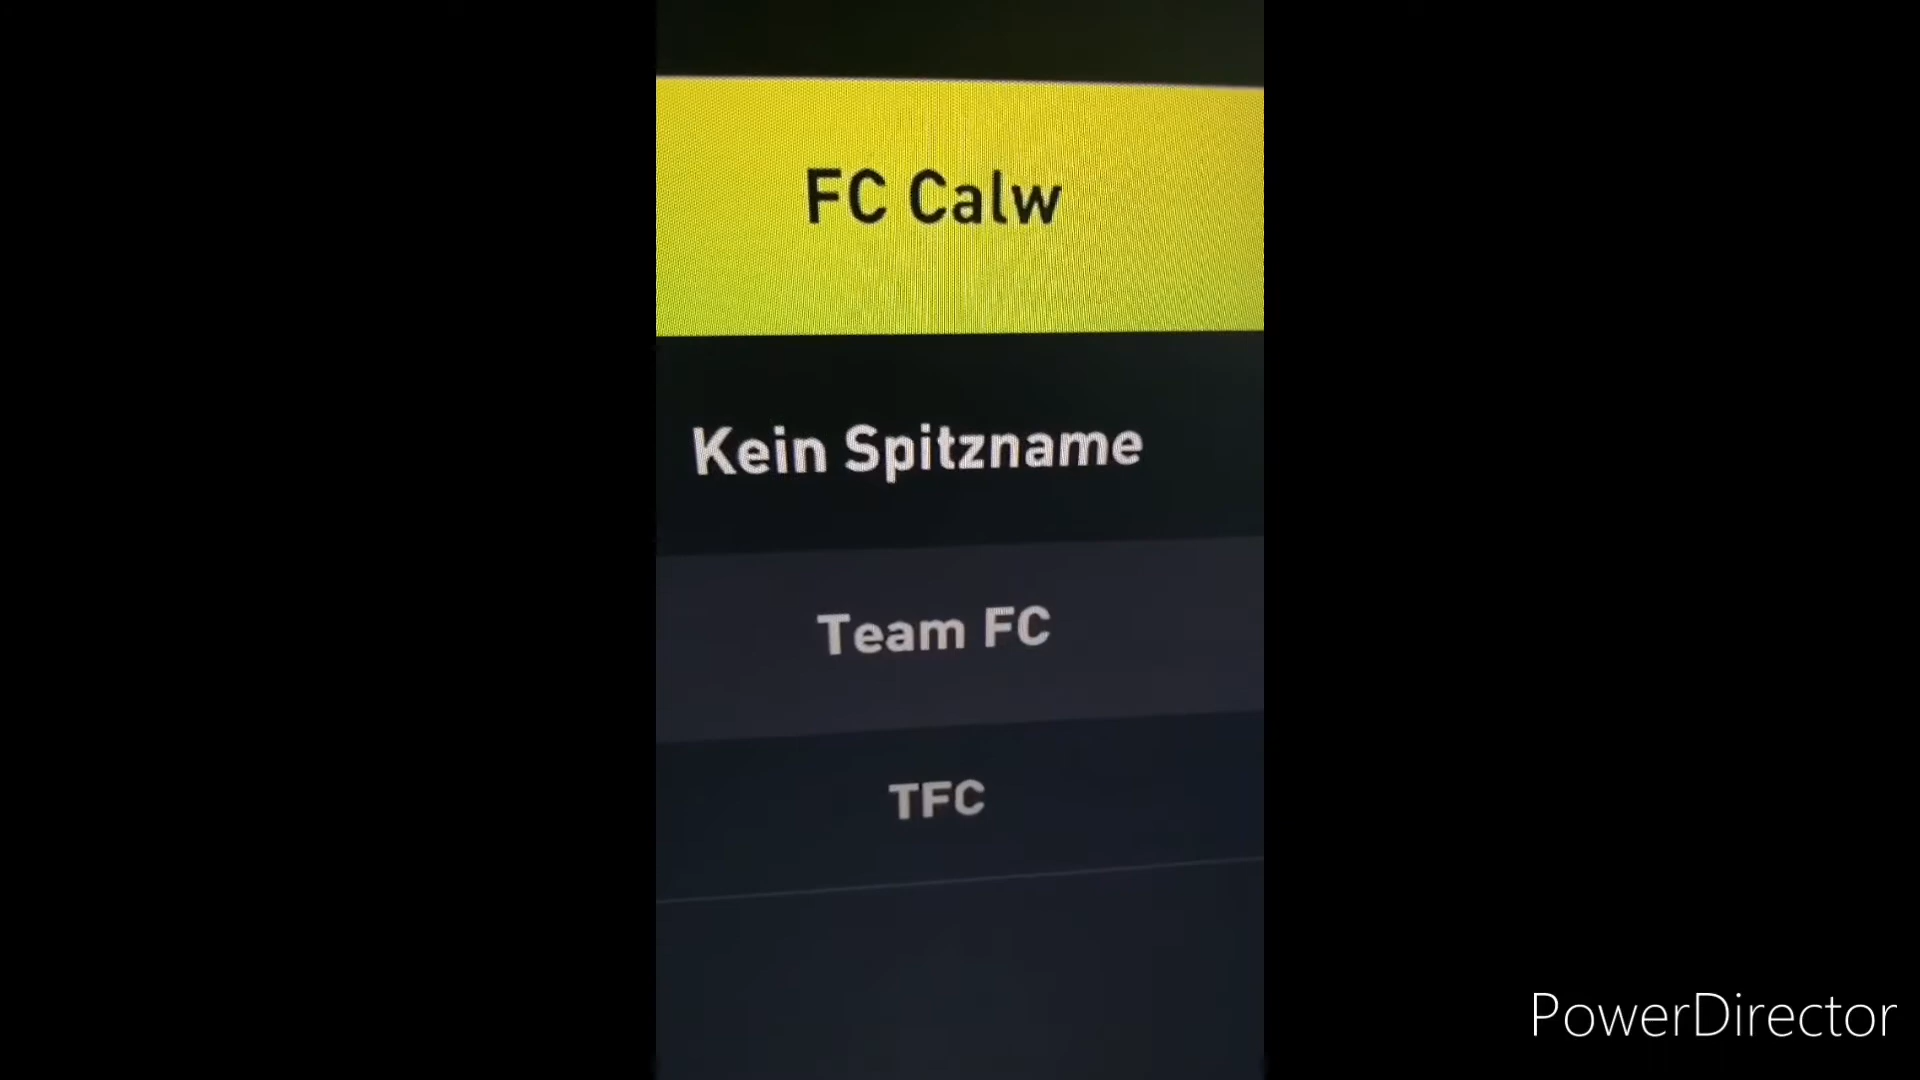 FC Calw
Kein Spitzname
Team FC
TFC
PowerDirector